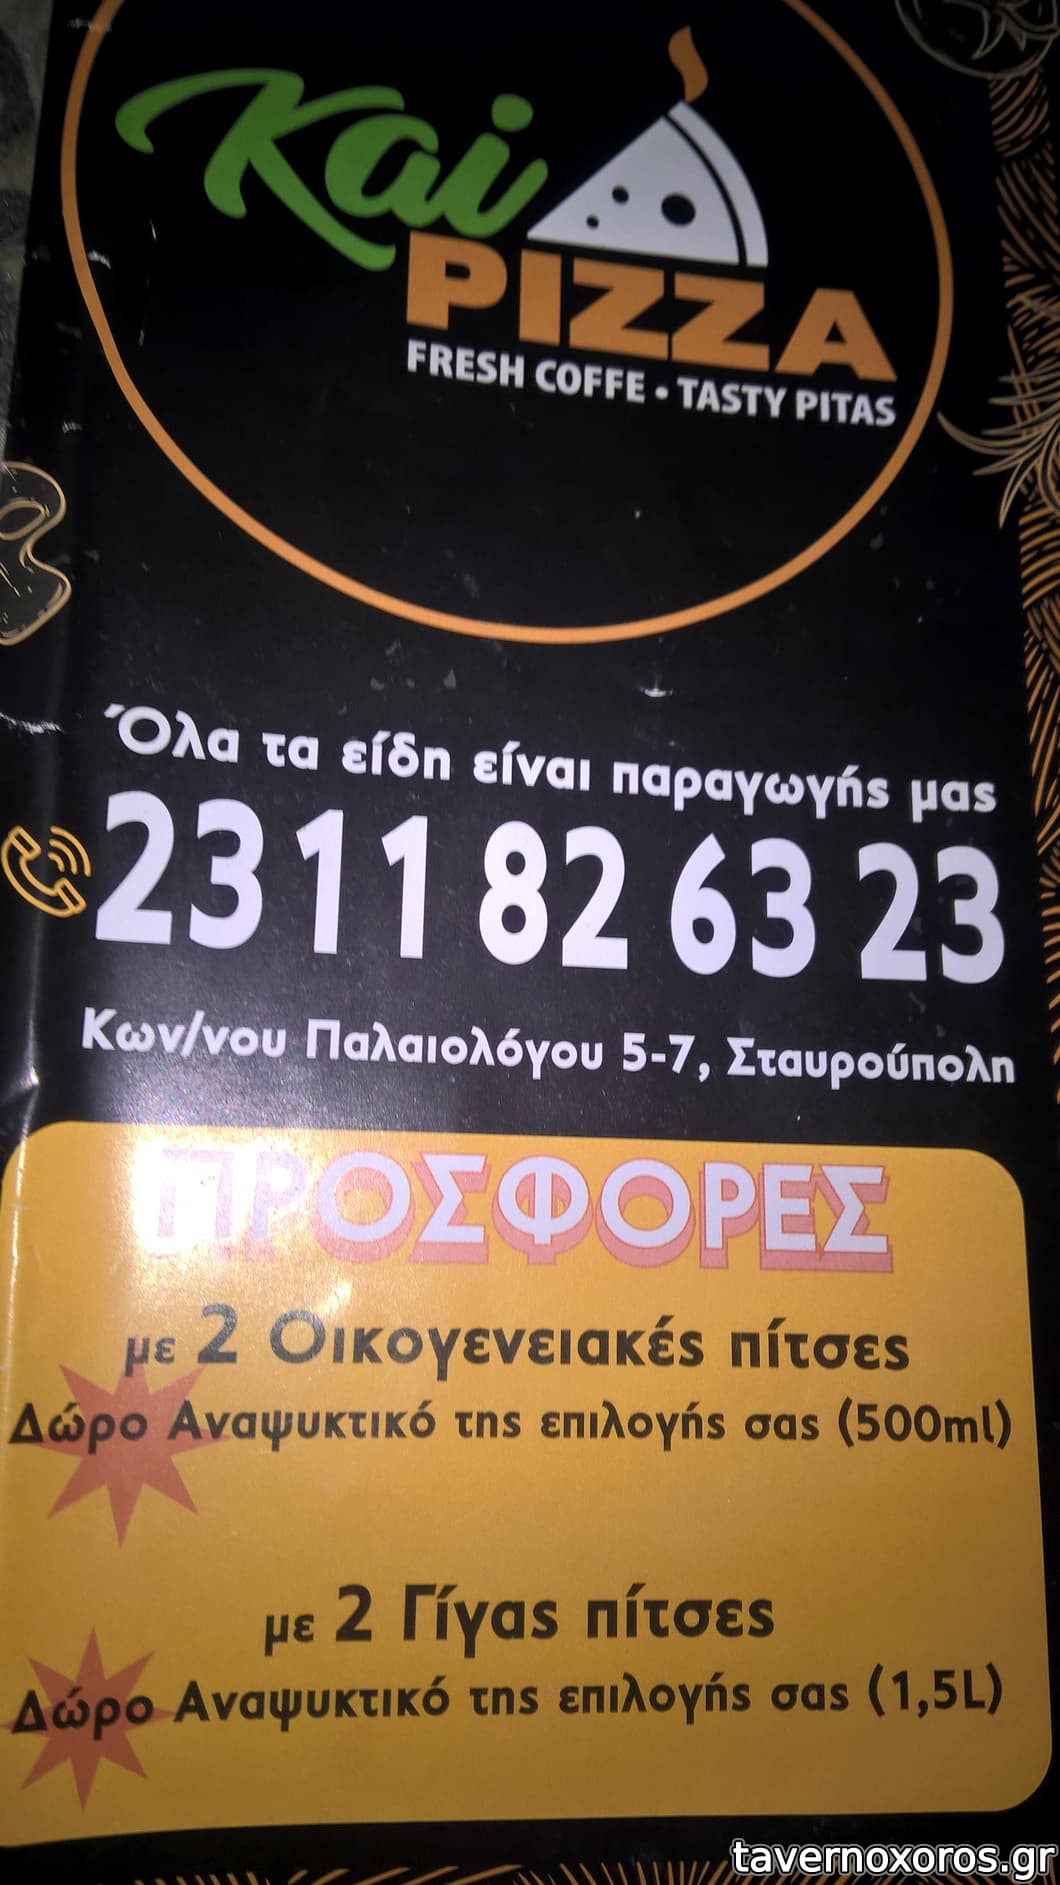 Και
PIZZA
FRESH COFFE • TASTY PITAS
Όλα τα είδη είναι παραγωγής μας
23 11 82 63 23
Κων/νου Παλαιολόγου 5-7, Σταυρούπολη
ΠΡΟΣΦΟΡΕΣ
με 2 Οικογενειακές πίτσες
Δώρο Αναψυκτικό της επιλογής σας (500ml)
με 2 Γίγας πίτσες
Δώρο Αναψυκτικό της επιλογής σας (1,5L)
tavernoxoros.gr